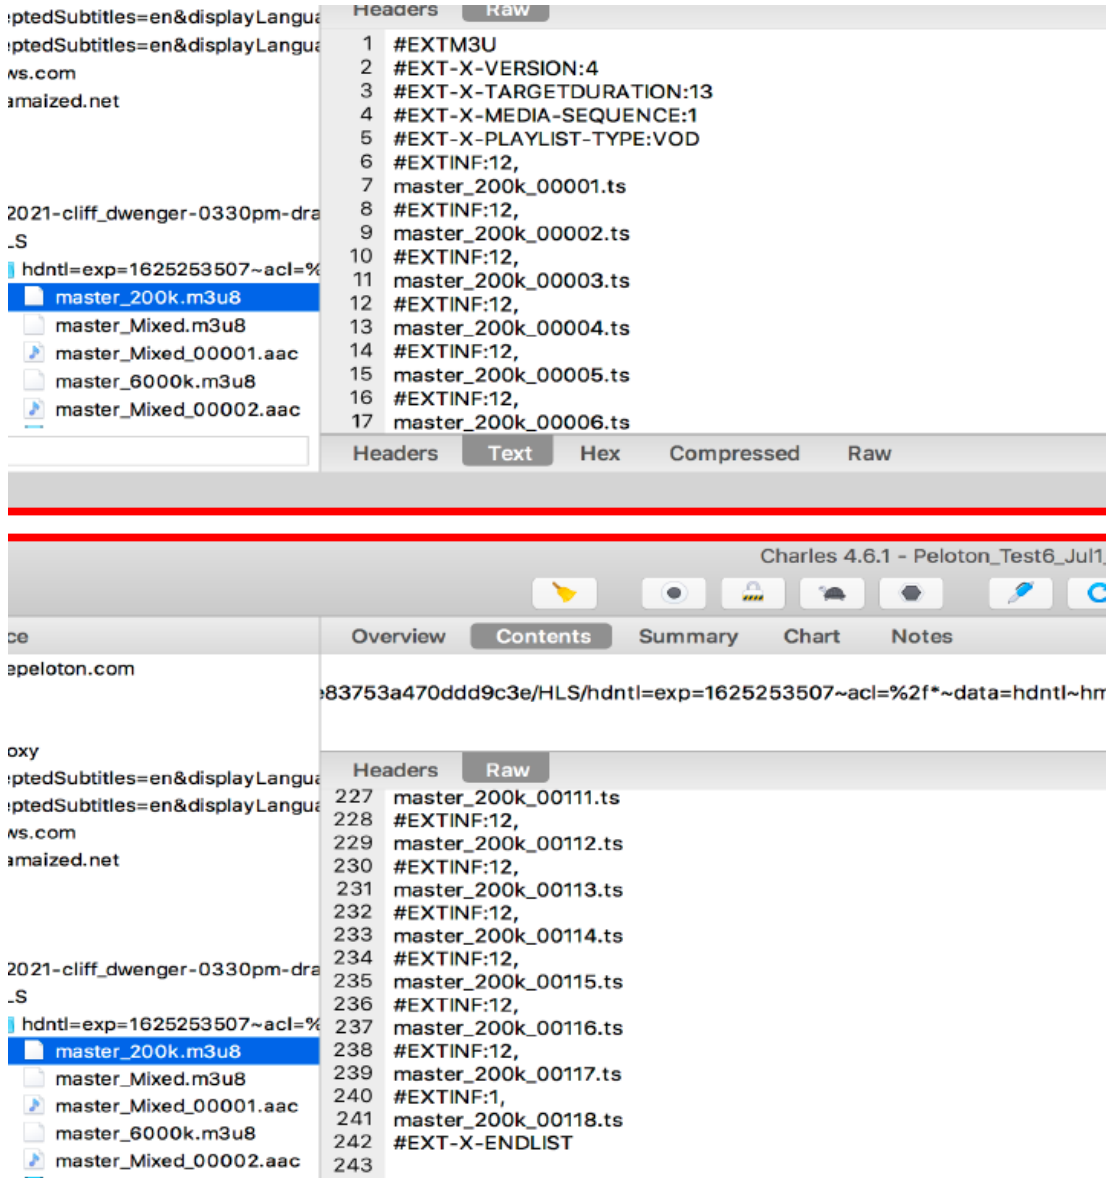 eptedSubtitles=en&displayLangua
eptedSubtitles=en&displayLangua
ws.com
amaized.net
2021-cliff_dwenger-0330pm-dra
LS
hdntl=exp=1625253507~acl=%
master_200k.m3u8
master_Mixed.m3u8
master_Mixed_00001.aac
master_6000k.m3u8
master_Mixed_00002.aac
Headers Raw
1 #EXTM3U
2 #EXT-X-VERSION:4
3 #EXT-X-TARGETDURATION:13
4 #EXT-X-MEDIA-SEQUENCE:1
5 #EXT-X-PLAYLIST-TYPE:VOD
6 #EXTINF:12,
7 master_200k_00001.ts
8 #EXTINF:12,
9 master_200k_00002.ts
10 #EXTINF:12,
11 master_200k_00003.ts
12 #EXTINF:12,
13 master_200k_00004.ts
14 #EXTINF:12,
15 master_200k_00005.ts
16 #EXTINF:12,
17 master_200k_00006.ts
Headers Text Hex Compressed Raw
Charles 4.6.1 - Peloton_Test6_Jul1_
ce
Overview Contents Summary Chart Notes
epeloton.com
e83753a470ddd9c3e/HLS/hdntl=exp=1625253507~acl=%2f*~data=hdntl~hm
oxy
eptedSubtitles=en&displayLangua
eptedSubtitles=en&displayLangua
ws.com
amaized.net
2021-cliff_dwenger-0330pm-dra
LS
hdntl=exp=1625253507~acl=%
master_200k.m3u8
master_Mixed.m3u8
master_Mixed_00001.aac
master_6000k.m3u8
master_Mixed_00002.aac
Headers Raw
227 master_200k_00111.ts
228 #EXTINF:12,
229 master_200k_00112.ts
230 #EXTINF:12,
231 master_200k_00113.ts
232 #EXTINF:12,
233 master_200k_00114.ts
234 #EXTINF:12,
235 master_200k_00115.ts
236 #EXTINF:12,
237 master_200k_00116.ts
238 #EXTINF:12,
239 master_200k_00117.ts
240 #EXTINF:1,
241 master_200k_00118.ts
242 #EXT-X-ENDLIST
243